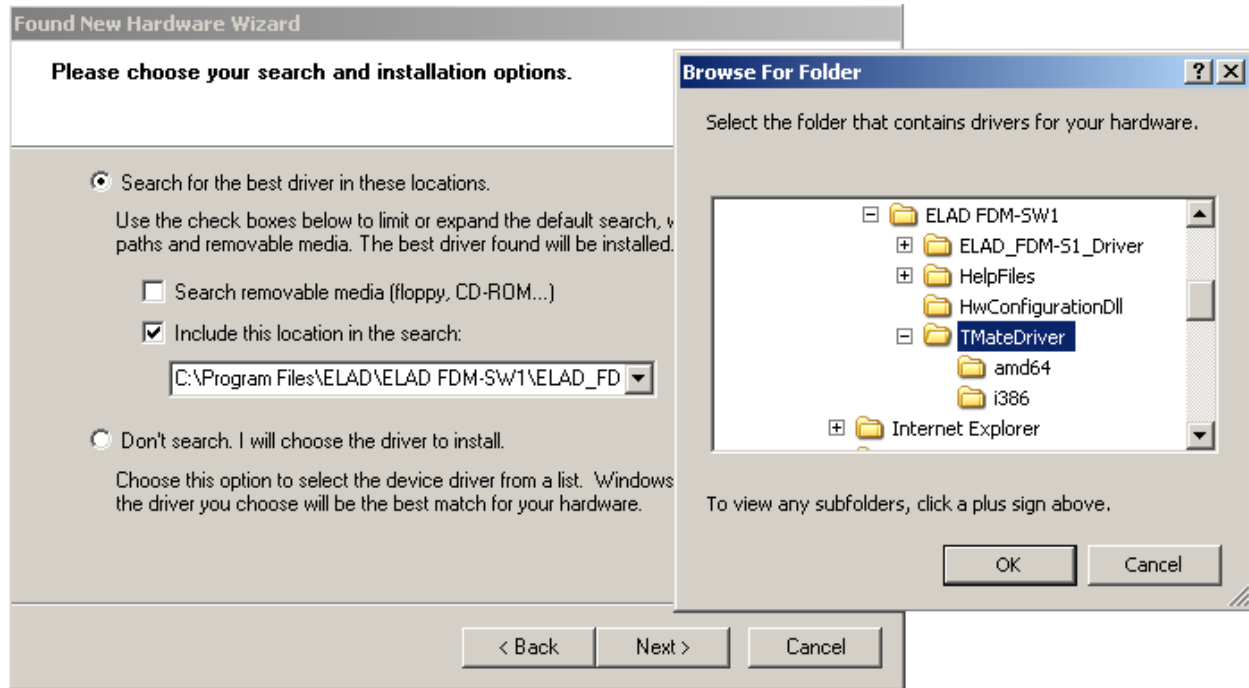 Found New Hardware Wizard
Please choose your search and installation options.
Search for the best driver in these locations.
Use the check boxes below to limit or expand the default search,
paths and removable media. The best driver found will be installed.
Search removable media (floppy, CD-ROM...)
Include this location in the search:
C:\Program Files\ELAD\ELAD FDM-SW1\ELAD_FD
Don't search. I will choose the driver to install.
Choose this option to select the device driver from a list. Windows
the driver you choose will be the best match for your hardware.
< Back
Next >
Cancel
Browse For Folder
Select the folder that contains drivers for your hardware.
ELAD FDM-SW1
ELAD_FDM-S1_Driver
HelpFiles
HwConfigurationDll
TMateDriver
amd64
i386
Internet Explorer
To view any subfolders, click a plus sign above.
OK
Cancel